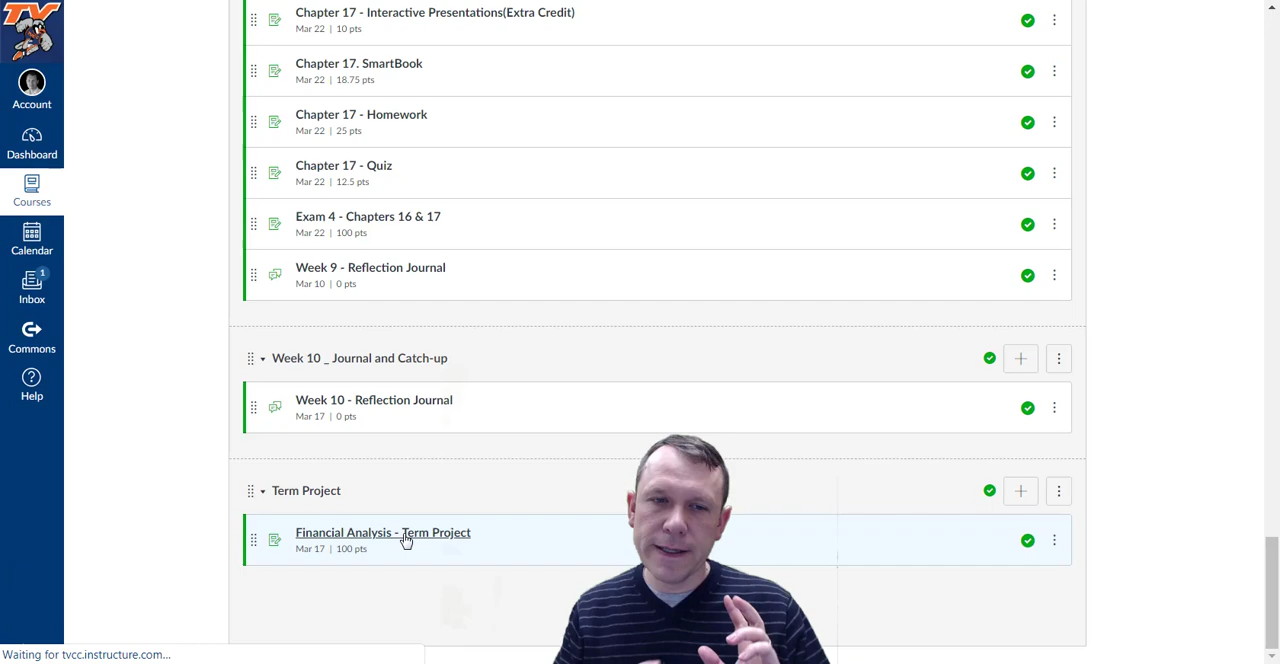 TV
Account
Dashboard
Courses
Calendar
1
Inbox
Commons
Help
Chapter 17 - Interactive Presentations(Extra Credit)
Mar 22 | 10 pts
Chapter 17. SmartBook
Mar 22 | 18.75 pts
Chapter 17 - Homework
Mar 22 | 25 pts
Chapter 17 - Quiz
Mar 22 | 12.5 pts
Exam 4 - Chapters 16 & 17
Mar 22 | 100 pts
Week 9 - Reflection Journal
Mar 10 | 0 pts
Week 10 _ Journal and Catch-up
Week 10 - Reflection Journal
Mar 17 | 0 pts
Term Project
Financial Analysis - Term Project
Mar 17 | 100 pts
Waiting for tvcc.instructure.com...